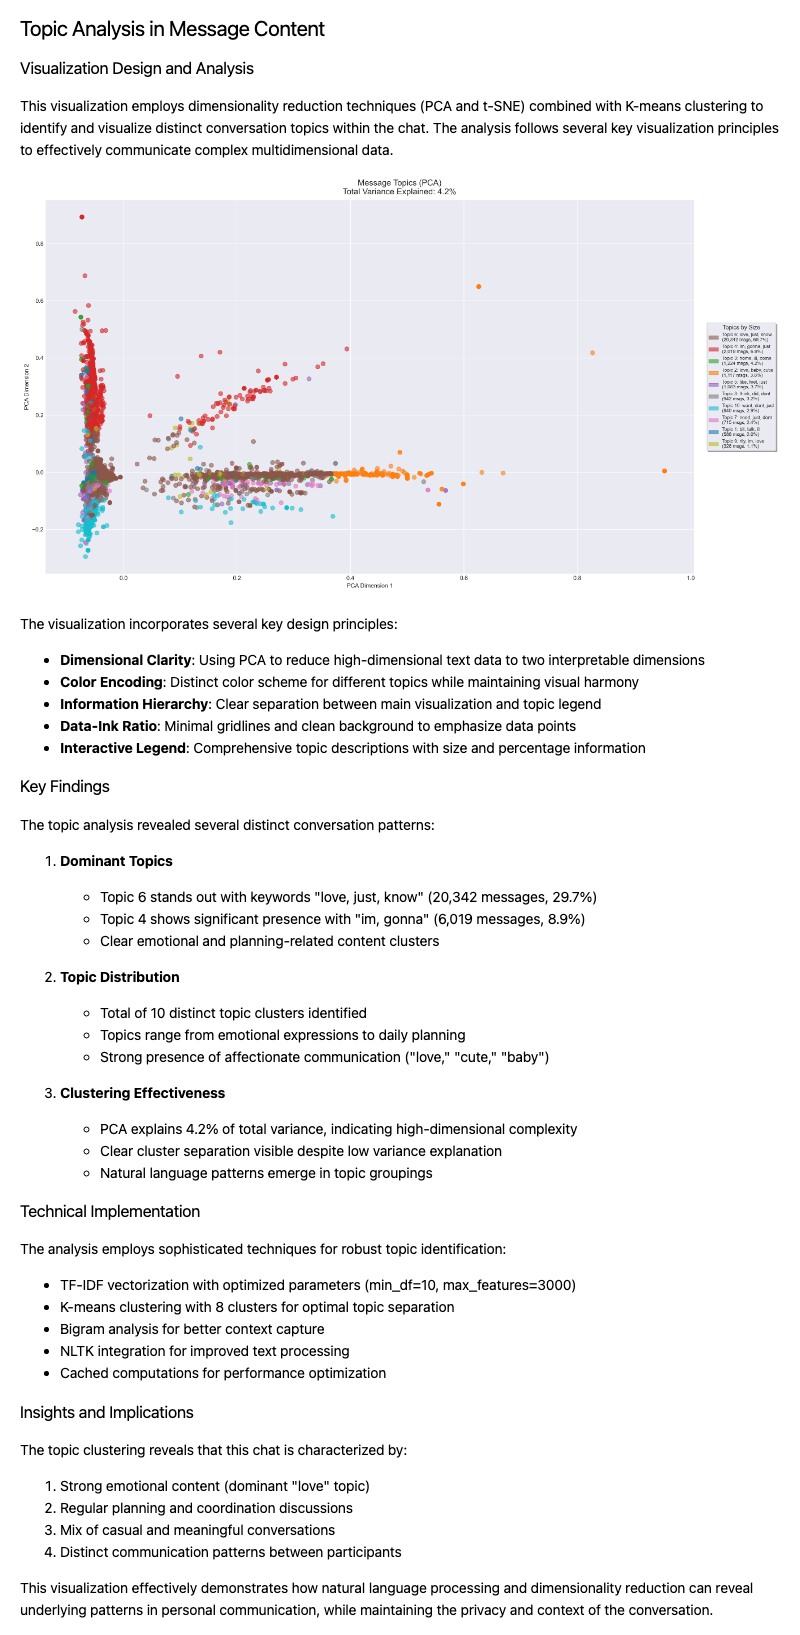 Topic Analysis in Message Content
Visualization Design and Analysis
This visualization employs dimensionality reduction techniques (PCA and t-SNE) combined with K-means clustering to
identify and visualize distinct conversation topics within the chat. The analysis follows several key visualization principles
to effectively communicate complex multidimensional data.
Message Topics (PCA)
Total Variance Explained: 4.2%
PCA Dimension 2
0.8
0.6
0.4
0.2
0.0
−0.2
0.0 0.2 0.4 0.6 0.8 1.0
PCA Dimension 1
Topics by Size
Topic 6: love, just, know
Topic 4: im, gonna, just
Topic 2: love, baby, cute
The visualization incorporates several key design principles:
• Dimensional Clarity: Using PCA to reduce high-dimensional text data to two interpretable dimensions
• Color Encoding: Distinct color scheme for different topics while maintaining visual harmony
• Information Hierarchy: Clear separation between main visualization and topic legend
• Data-Ink Ratio: Minimal gridlines and clean background to emphasize data points
• Interactive Legend: Comprehensive topic descriptions with size and percentage information
Key Findings
The topic analysis revealed several distinct conversation patterns:
1. Dominant Topics
◦ Topic 6 stands out with keywords "love, just, know" (20,342 messages, 29.7%)
◦ Topic 4 shows significant presence with "im, gonna" (6,019 messages, 8.9%)
◦ Clear emotional and planning-related content clusters
2. Topic Distribution
◦ Total of 10 distinct topic clusters identified
◦ Topics range from emotional expressions to daily planning
◦ Strong presence of affectionate communication ("love," "cute," "baby")
3. Clustering Effectiveness
◦ PCA explains 4.2% of total variance, indicating high-dimensional complexity
◦ Clear cluster separation visible despite low variance explanation
◦ Natural language patterns emerge in topic groupings
Technical Implementation
The analysis employs sophisticated techniques for robust topic identification:
• TF-IDF vectorization with optimized parameters (min_df=10, max_features=3000)
• K-means clustering with 8 clusters for optimal topic separation
• Bigram analysis for better context capture
• NLTK integration for improved text processing
• Cached computations for performance optimization
Insights and Implications
The topic clustering reveals that this chat is characterized by:
1. Strong emotional content (dominant "love" topic)
2. Regular planning and coordination discussions
3. Mix of casual and meaningful conversations
4. Distinct communication patterns between participants
This visualization effectively demonstrates how natural language processing and dimensionality reduction can reveal
underlying patterns in personal communication, while maintaining the privacy and context of the conversation.